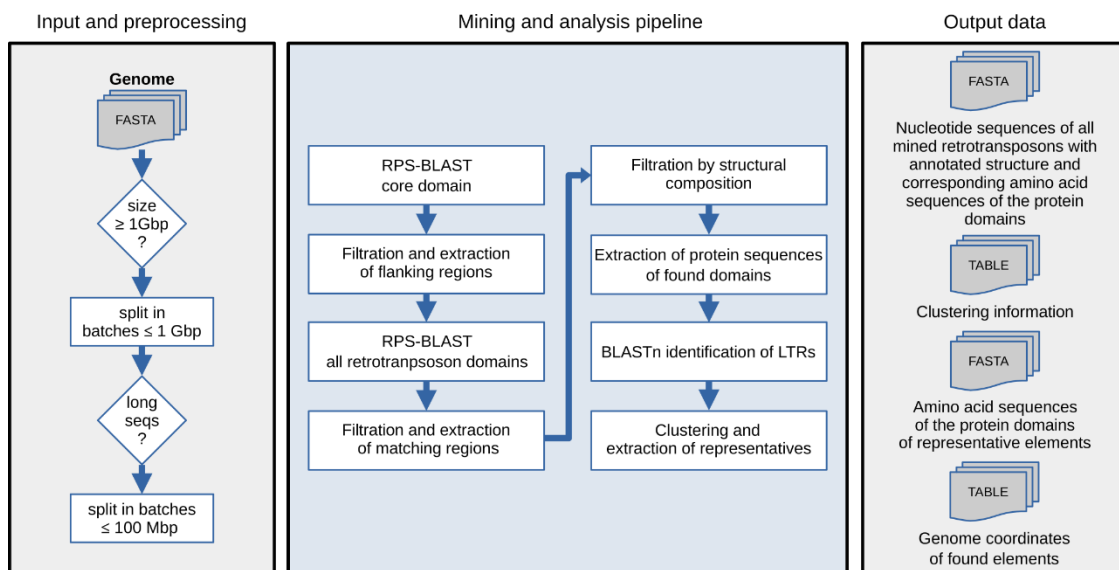 Input and preprocessing
Genome
FASTA
size
≥ 1Gbp
?
split in
batches ≤ 1 Gbp
long
seqs
?
split in batches
≤ 100 Mbp
Mining and analysis pipeline
RPS-BLAST
core domain
Filtration and extraction
of flanking regions
RPS-BLAST
all retrotranpsoson domains
Filtration and extraction
of matching regions
Filtration by structural
composition
Extraction of protein sequences
of found domains
BLASTn identification of LTRs
Clustering and
extraction of representatives
Output data
FASTA
Nucleotide sequences of all
mined retrotransposons with
annotated structure and
corresponding amino acid
sequences of the protein
domains
TABLE
Clustering information
FASTA
Amino acid sequences
of the protein domains
of representative elements
TABLE
Genome coordinates
of found elements